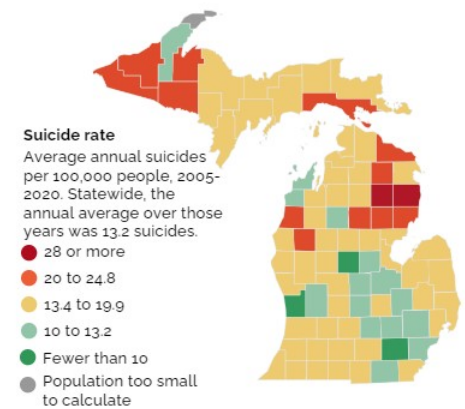 Suicide rate
Average annual suicides
per 100,000 people, 2005-
2020. Statewide, the
annual average over those
years was 13.2 suicides.
28 or more
20 to 24.8
13.4 to 19.9
10 to 13.2
Fewer than 10
Population too small
to calculate